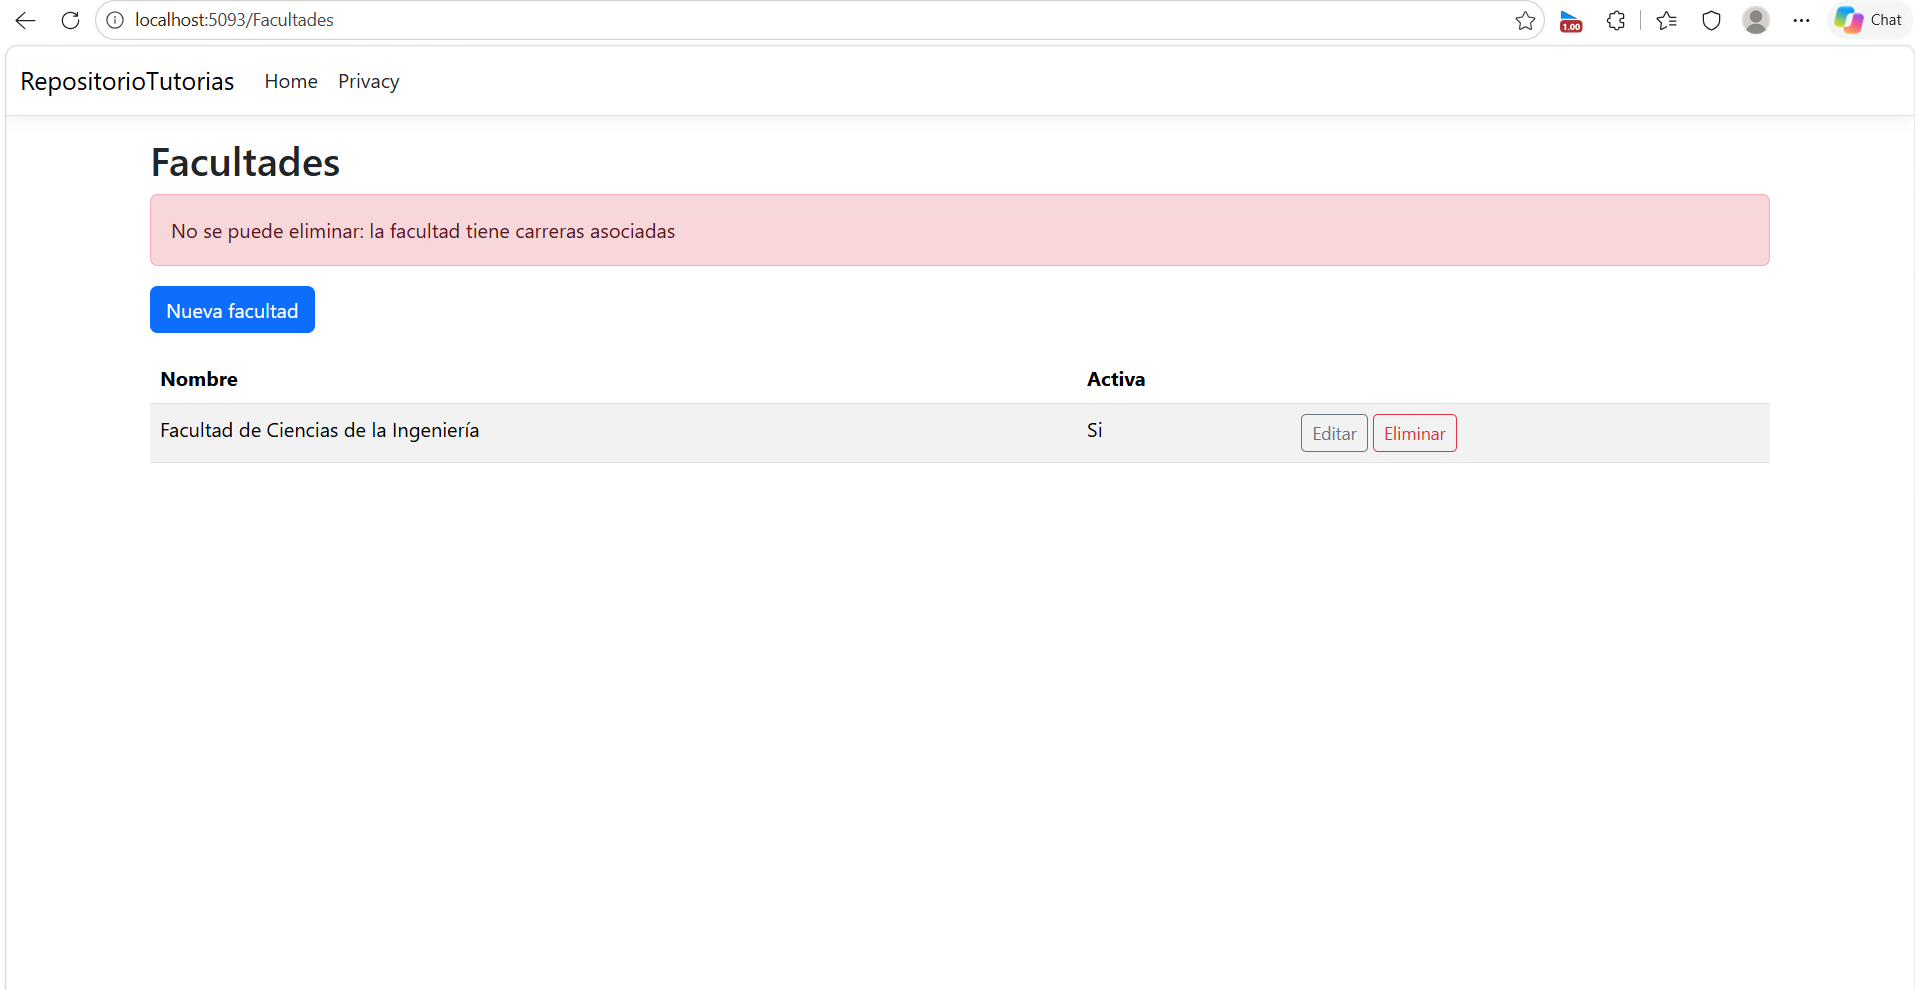 localhost:5093/Facultades
1.00
Chat
RepositorioTutorias Home Privacy
Facultades
No se puede eliminar: la facultad tiene carreras asociadas
Nueva facultad
Nombre Activa
Facultad de Ciencias de la Ingeniería Si Editar Eliminar